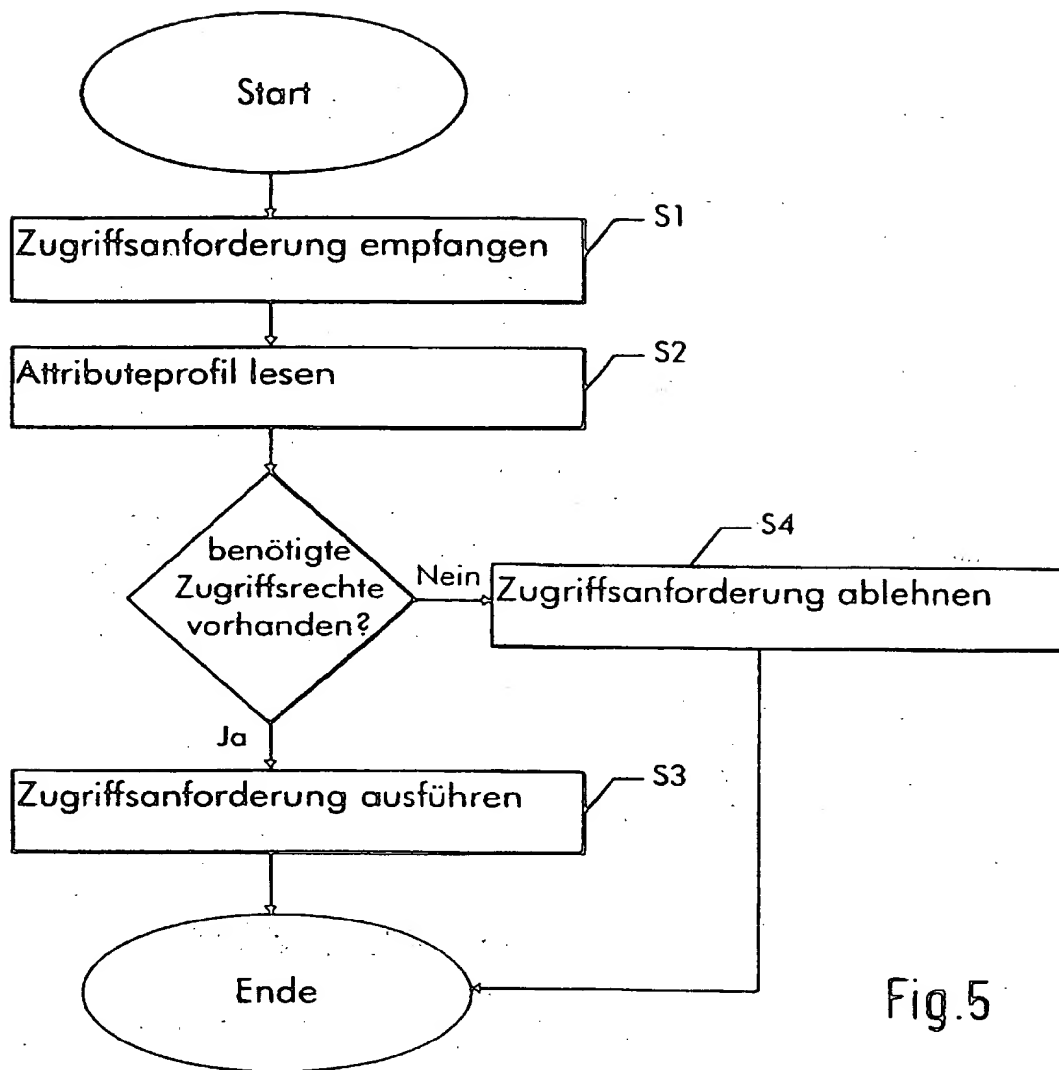 Start
S1
Zugriffsanforderung empfangen
S2
Attributeprofil lesen
benötigte
Zugriffsrechte
vorhanden?
Nein
S4
Zugriffsanforderung ablehnen
Ja
S3
Zugriffsanforderung ausführen
Ende
Fig.5